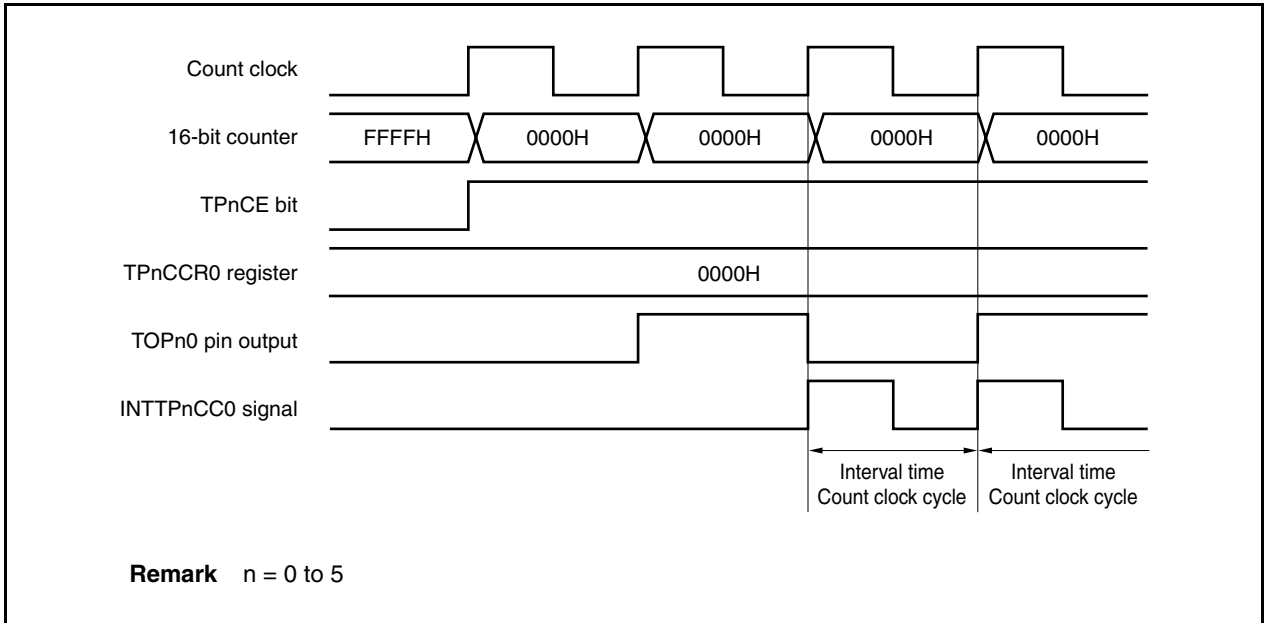 Count clock
16-bit counter FFFFH 0000H 0000H 0000H 0000H
TPnCE bit
TPnCCR0 register 0000H
TOPn0 pin output
INTTPnCC0 signal
Interval time Interval time
Count clock cycle Count clock cycle
Remark n = 0 to 5